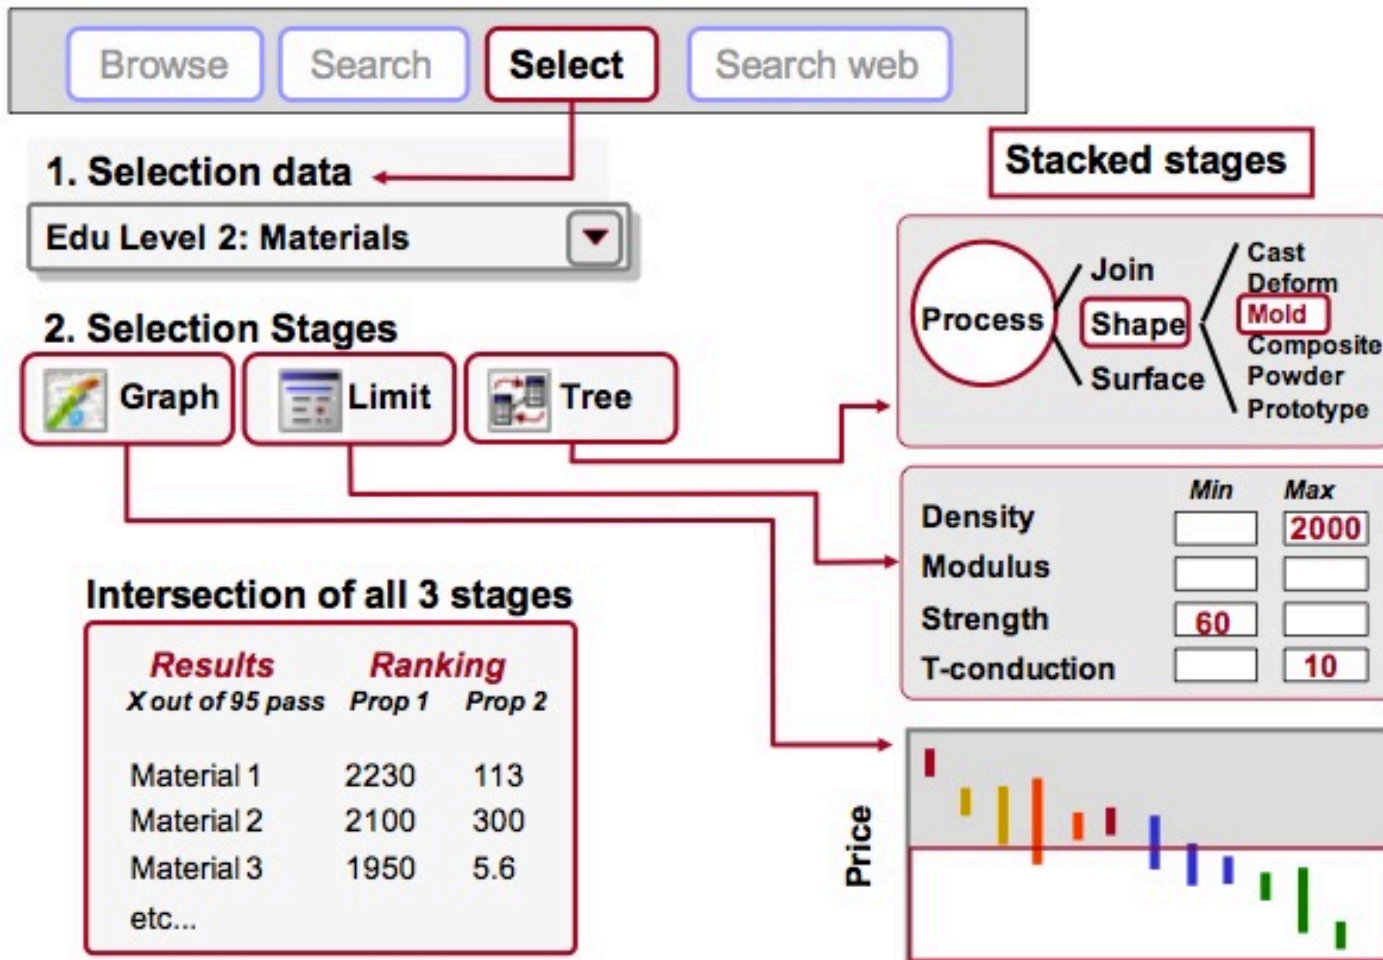 Browse Search Select Search web
1. Selection data
Edu Level 2: Materials
2. Selection Stages
Graph Limit Tree
Intersection of all 3 stages
Results Ranking
X out of 95 pass Prop 1 Prop 2
Material 1 2230 113
Material 2 2100 300
Material 3 1950 5.6
etc...
Stacked stages
Process
Join
Shape
Surface
Cast
Deform
Mold
Composite
Powder
Prototype
Min Max
Density 2000
Modulus
Strength 60
T-conduction 10
Price